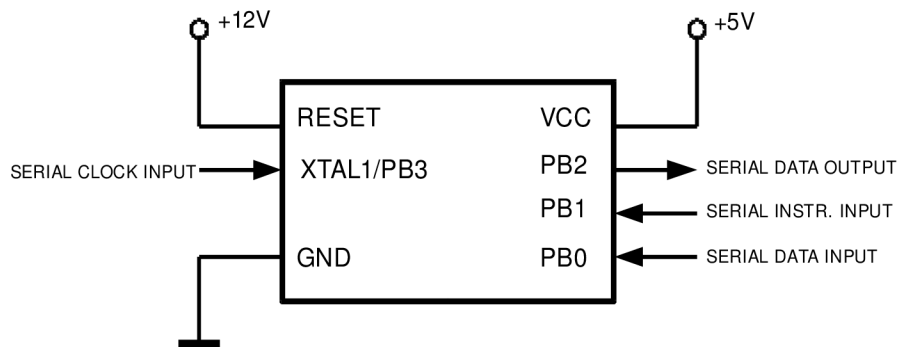 +12V
+5V
RESET
VCC
SERIAL CLOCK INPUT
XTAL1/PB3
PB2
SERIAL DATA OUTPUT
PB1
SERIAL INSTR. INPUT
GND
PB0
SERIAL DATA INPUT